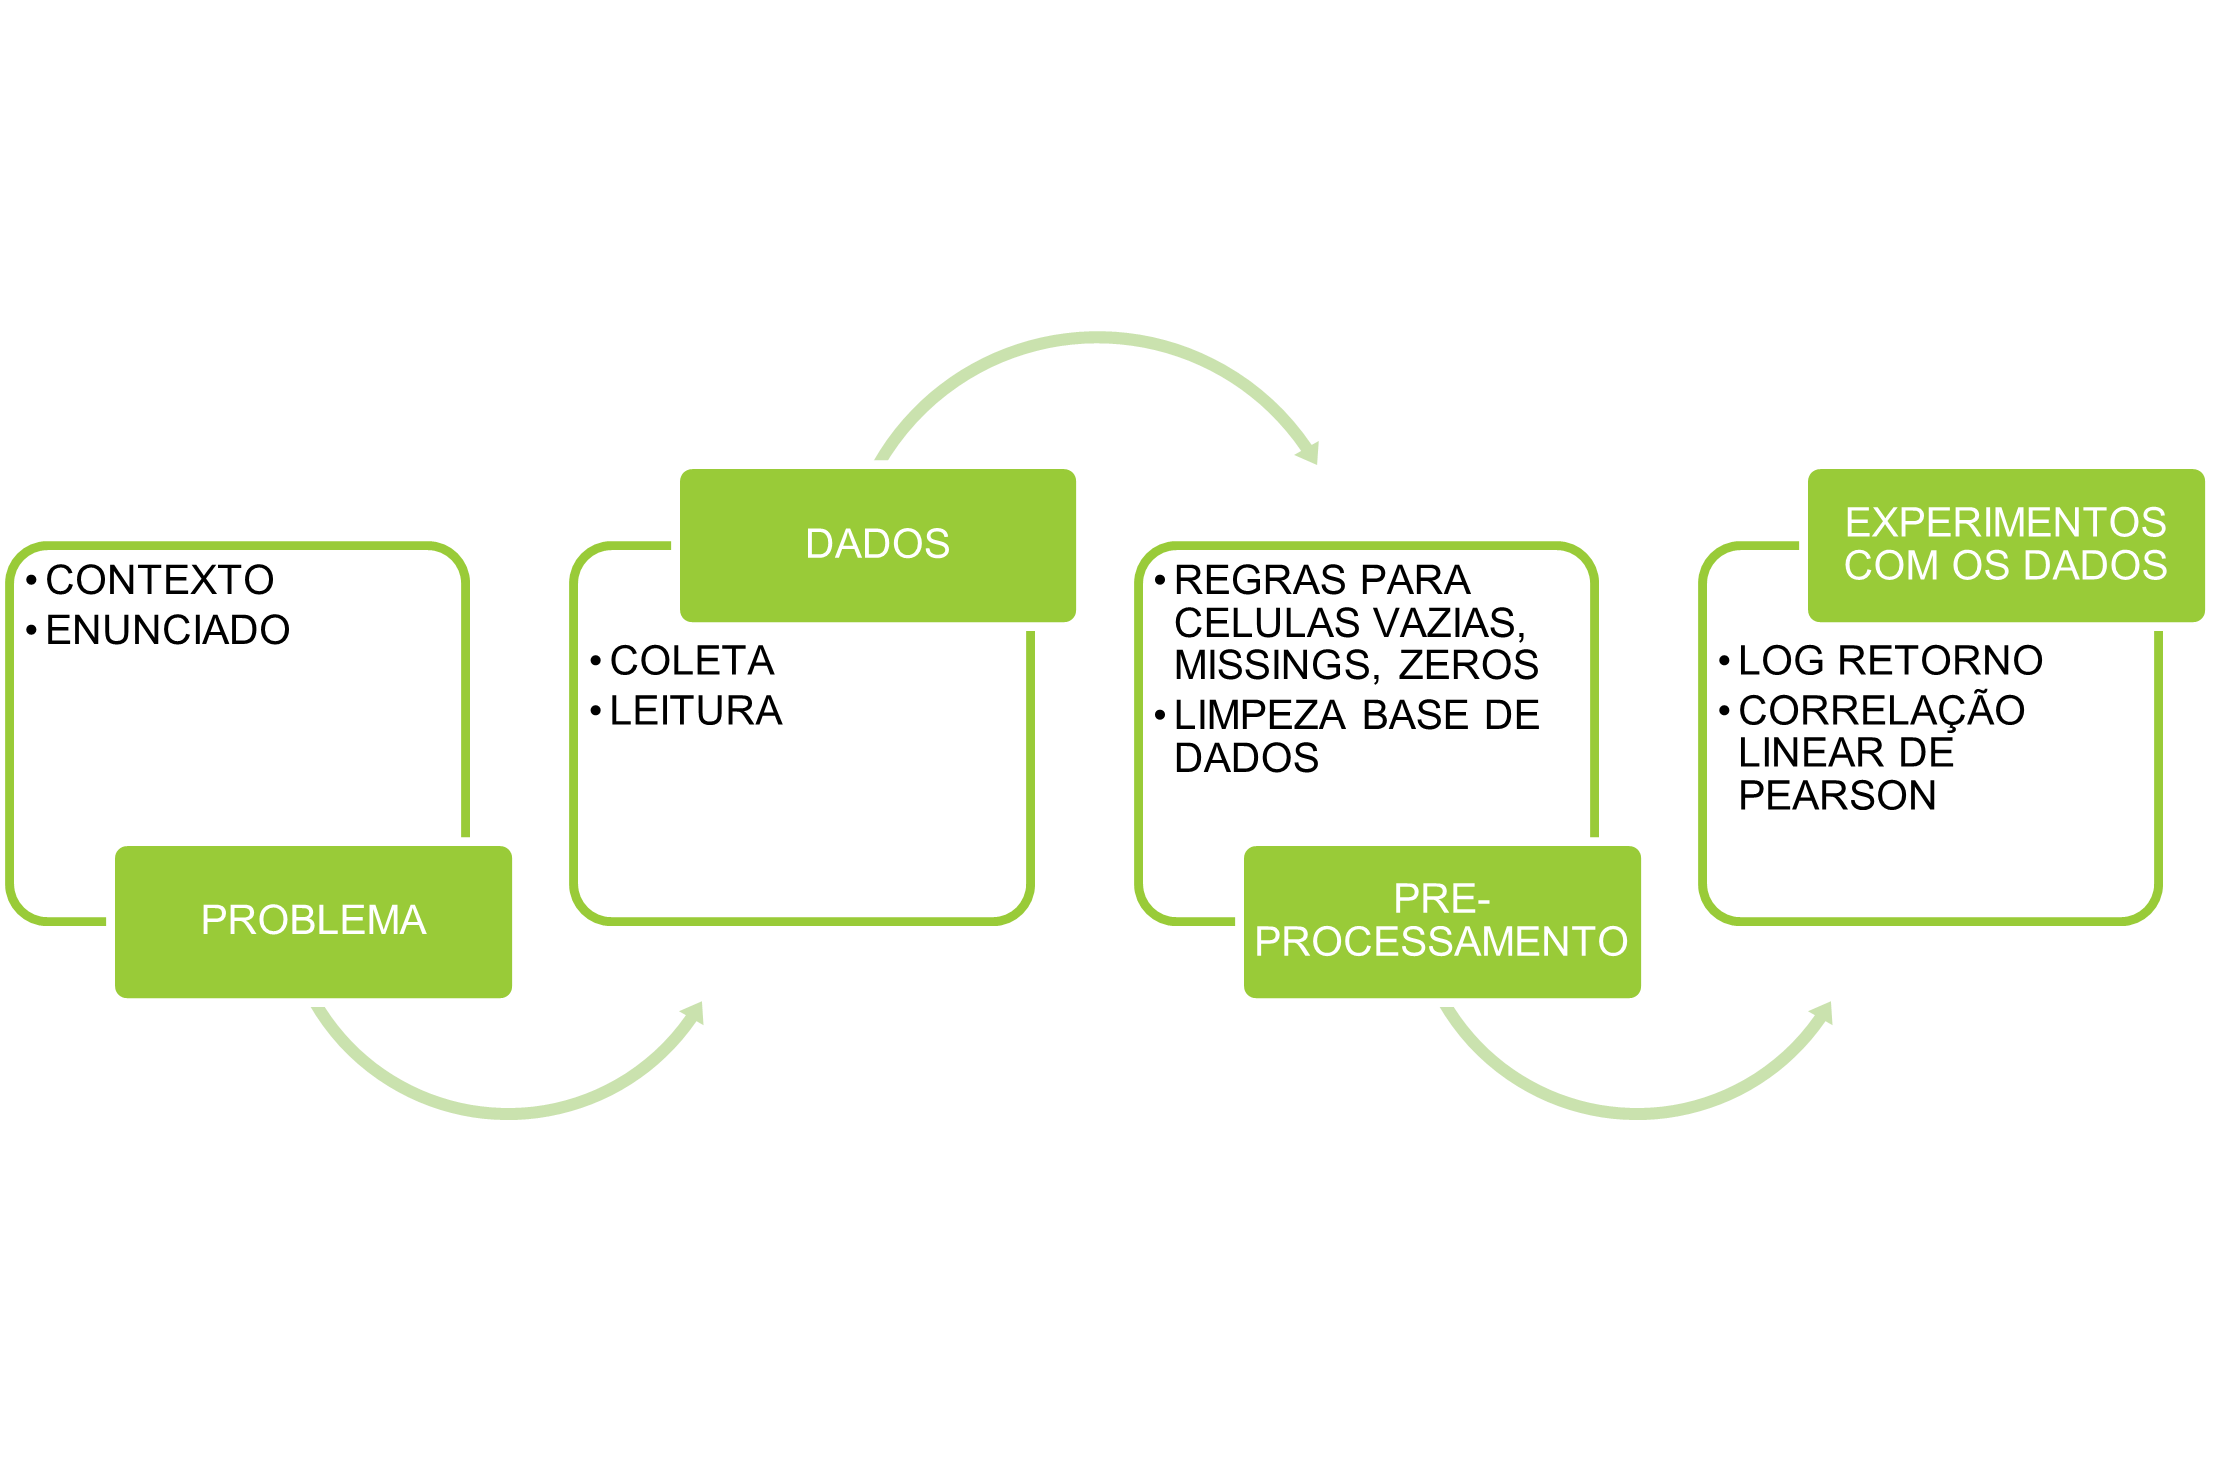 • CONTEXTO
• ENUNCIADO
PROBLEMA
DADOS
• COLETA
• LEITURA
• REGRAS PARA
CELULAS VAZIAS,
MISSINGS, ZEROS
• LIMPEZA BASE DE
DADOS
PRE-
PROCESSAMENTO
EXPERIMENTOS
COM OS DADOS
• LOG RETORNO
• CORRELAÇÃO
LINEAR DE
PEARSON